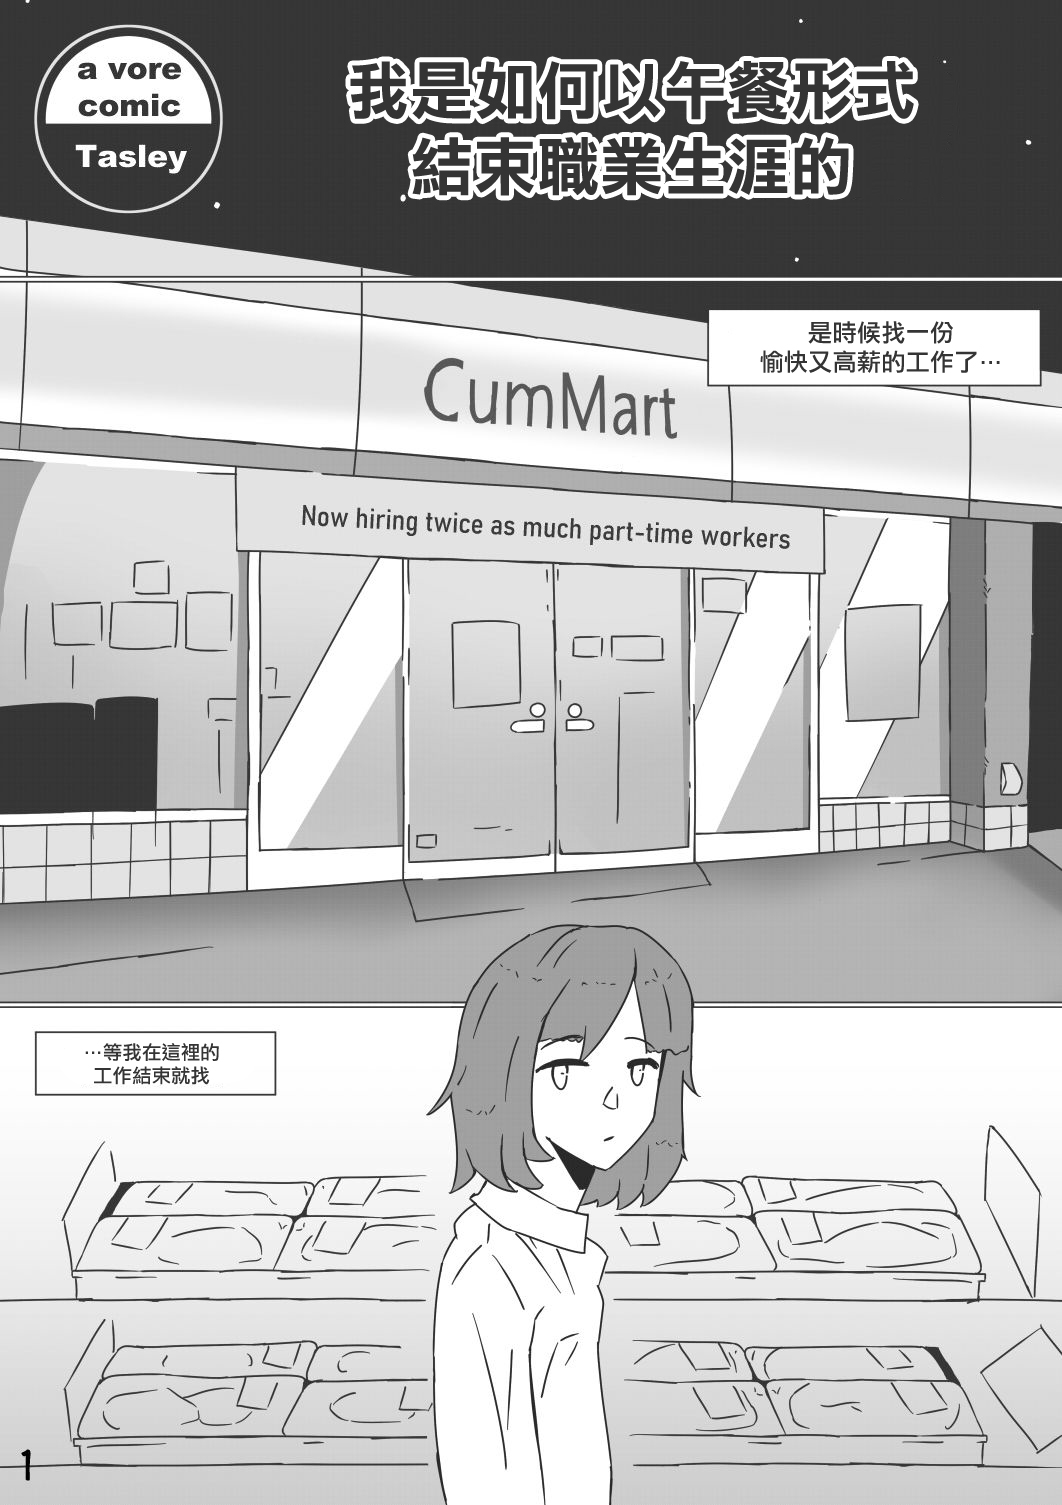 a vore
comic
Tasley
我是如何以午餐形式
結束職業生涯的
是時候找一份
愉快又高薪的工作了…
CumMart
Now hiring twice as much part-time workers
…等我在這裡的
工作結束就找
1